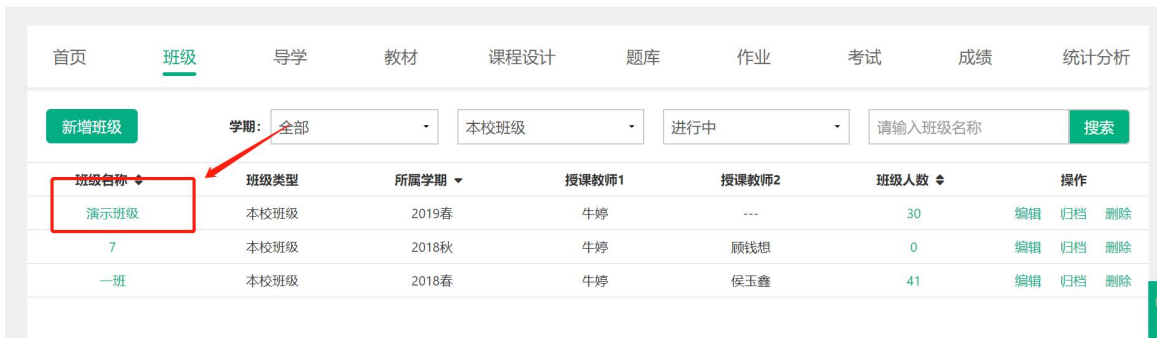 首页 班级 导学 教材 课程设计 题库 作业 考试 成绩 统计分析
新增班级 学期: 全部 本校班级 进行中 请输入班级名称 搜索
班级名称 班级类型 所属学期 授课教师1 授课教师2 班级人数 操作
演示班级 本校班级 2019春 牛婷 --- 30 编辑 归档 删除
7 本校班级 2018秋 牛婷 顾钱想 0 编辑 归档 删除
一班 本校班级 2018春 牛婷 侯玉鑫 41 编辑 归档 删除